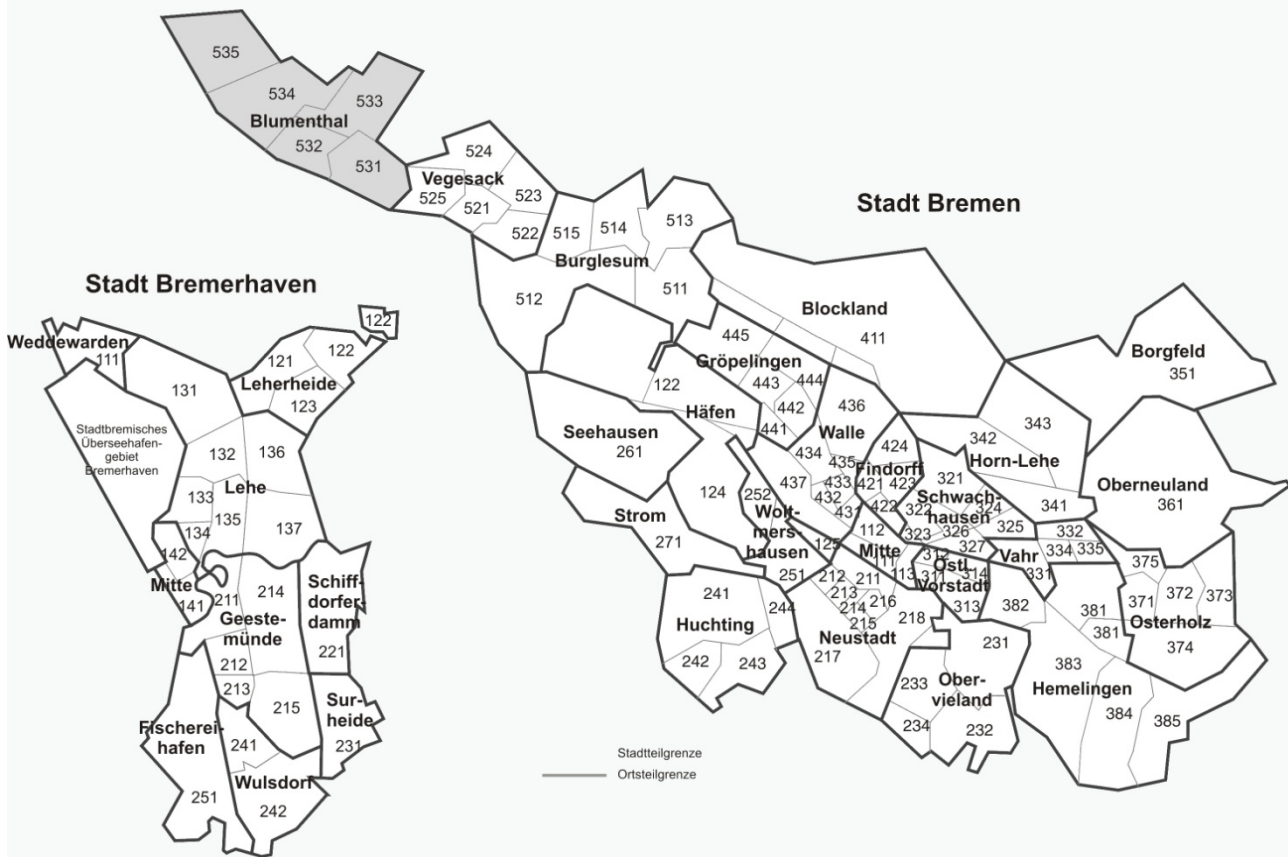 535
534
533
Blumenthal
532
531
524
Vegesack
525
523
521
522
515
514
513
Burglesum
512
511
Stadt Bremen
Stadt Bremerhaven
Weddewarden
111
122
121
122
Leherheide
123
131
Stadtbremisches
Überseehafen-
gebiet
Bremerhaven
132
136
Lehe
133
135
134
137
142
Mitte
141
211
214
Geeste-
münde
Schiff-
dorfer-
damm
221
212
213
215
Sur-
heide
231
Fischerei-
hafen
241
Wulsdorf
251
242
Blockland
411
445
Gröpelingen
443
444
442
441
122
Häfen
Seehausen
261
Strom
271
124
252
Wolt-
mers-
hausen
251
125
436
Walle
434
435
437
433
432
431
424
Findorff
421
423
422
112
Mitte
111
113
Borgfeld
351
343
342
Horn-Lehe
341
Oberneuland
361
321
Schwach-
hausen
322
324
323
326
325
327
332
334
335
Vahr
331
312
Östl.
311
314
Vorstadt
313
375
371
372
373
Osterholz
374
382
381
381
383
Hemelingen
384
385
241
Huchting
244
242
243
212
211
213
214
216
215
218
Neustadt
217
231
233
Ober-
vieland
234
232
Stadtteilgrenze
Ortsteilgrenze